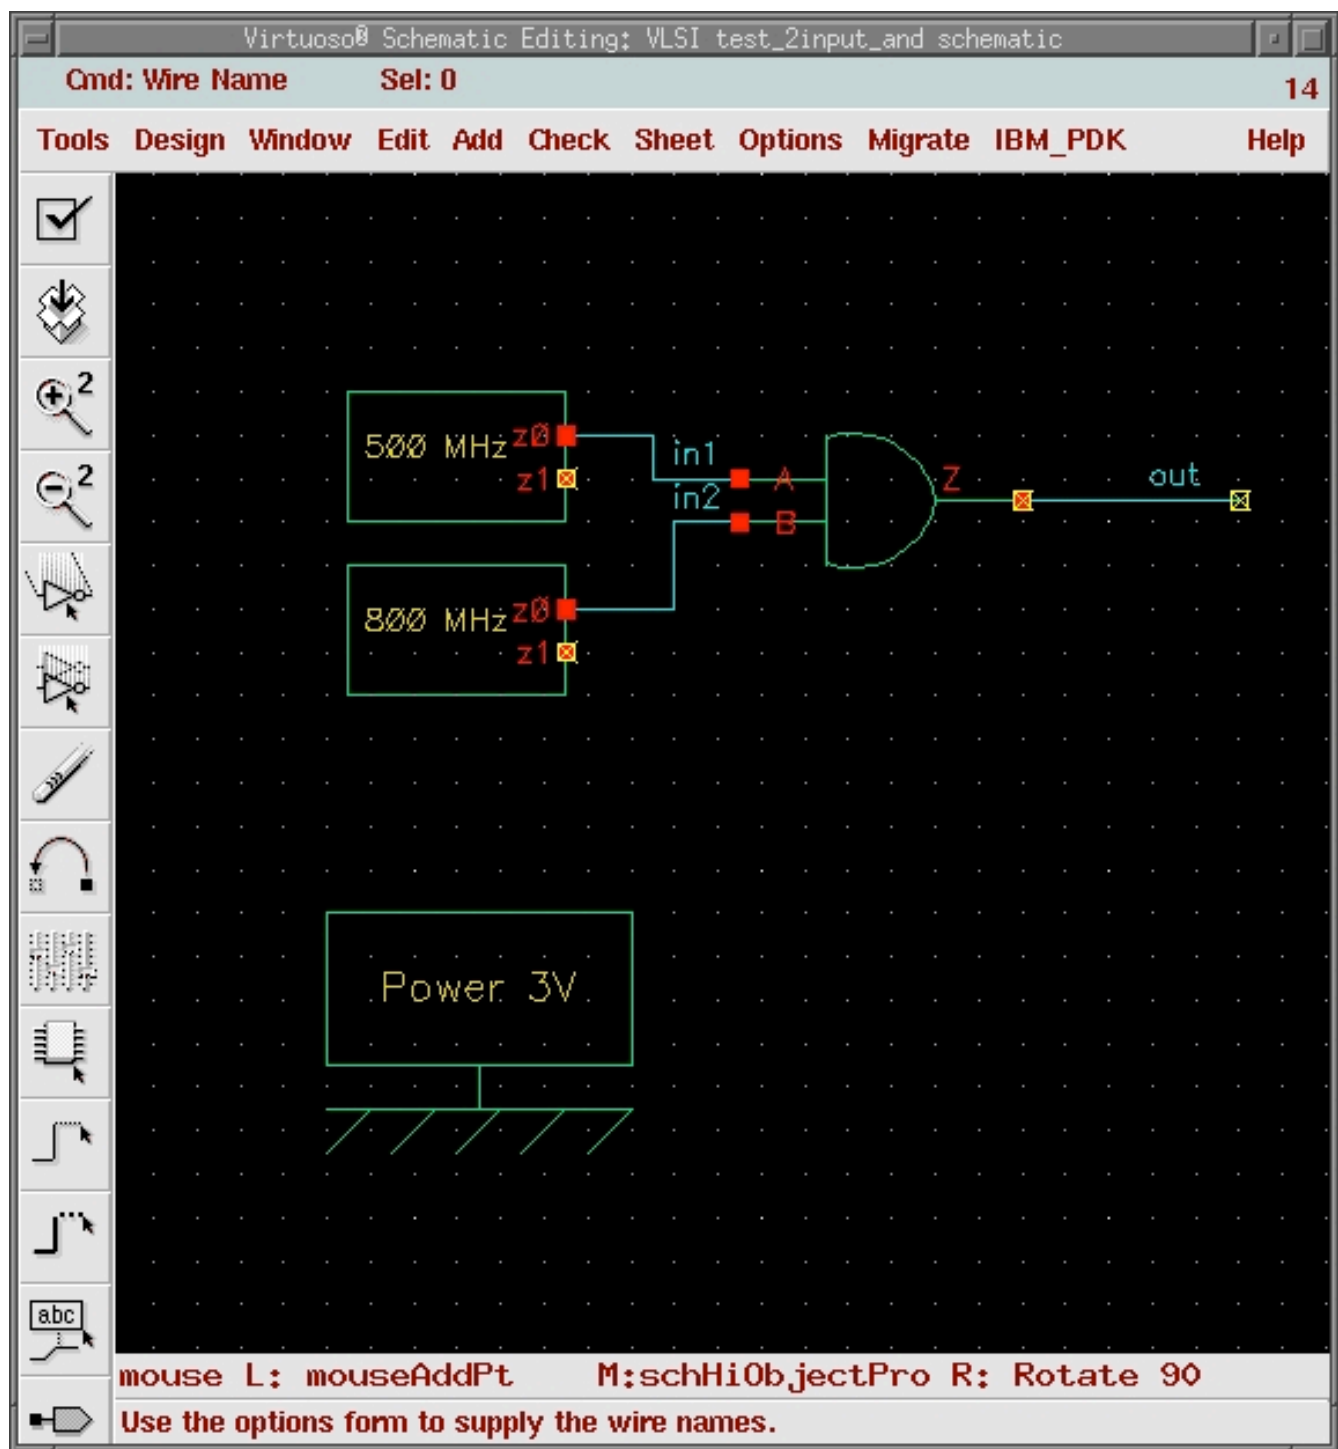 Virtuoso® Schematic Editing: VLSI test_2input_and schematic
Cmd: Wire Name Sel: 0 14
Tools Design Window Edit Add Check Sheet Options Migrate IBM_PDK Help
2
2
500 MHz z0
z1
in1
in2
A
B
Z
out
800 MHz z0
z1
Power 3V
abc
mouse L: mouseAddPt M:schHiObjectPro R: Rotate 90
Use the options form to supply the wire names.